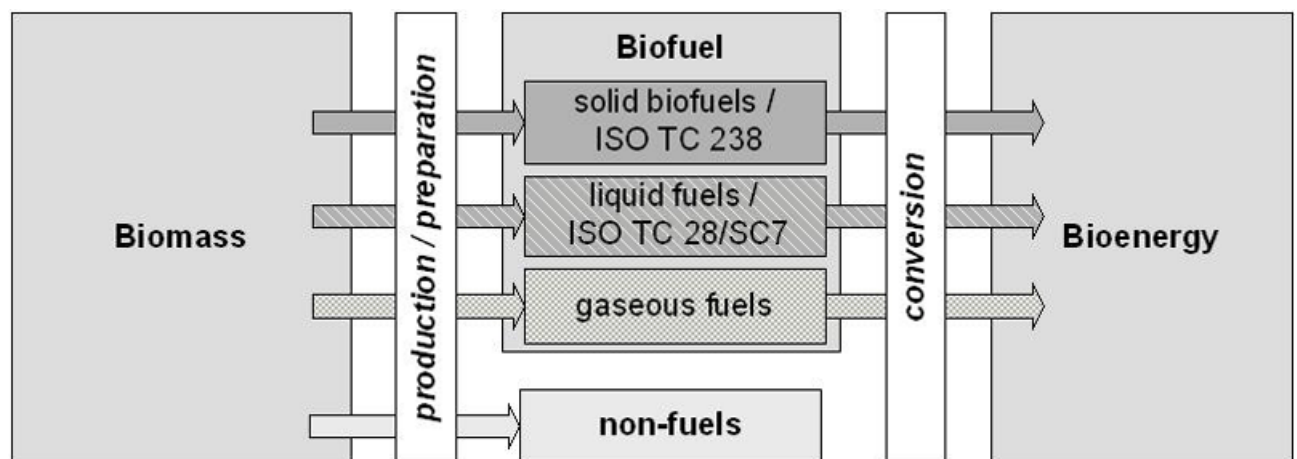 Biomass
production / preparation
Biofuel
solid biofuels /
ISO TC 238
liquid fuels /
ISO TC 28/SC7
gaseous fuels
non-fuels
conversion
Bioenergy